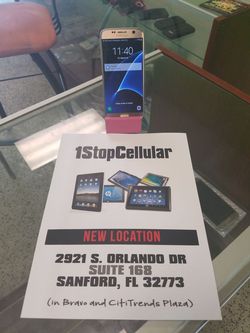 11:40
1StopCellular
NEW LOCATION
2921 S. ORLANDO DR
SUITE 168
SANFORD, FL 32773
(in Bravo and CitiTrends Plaza)